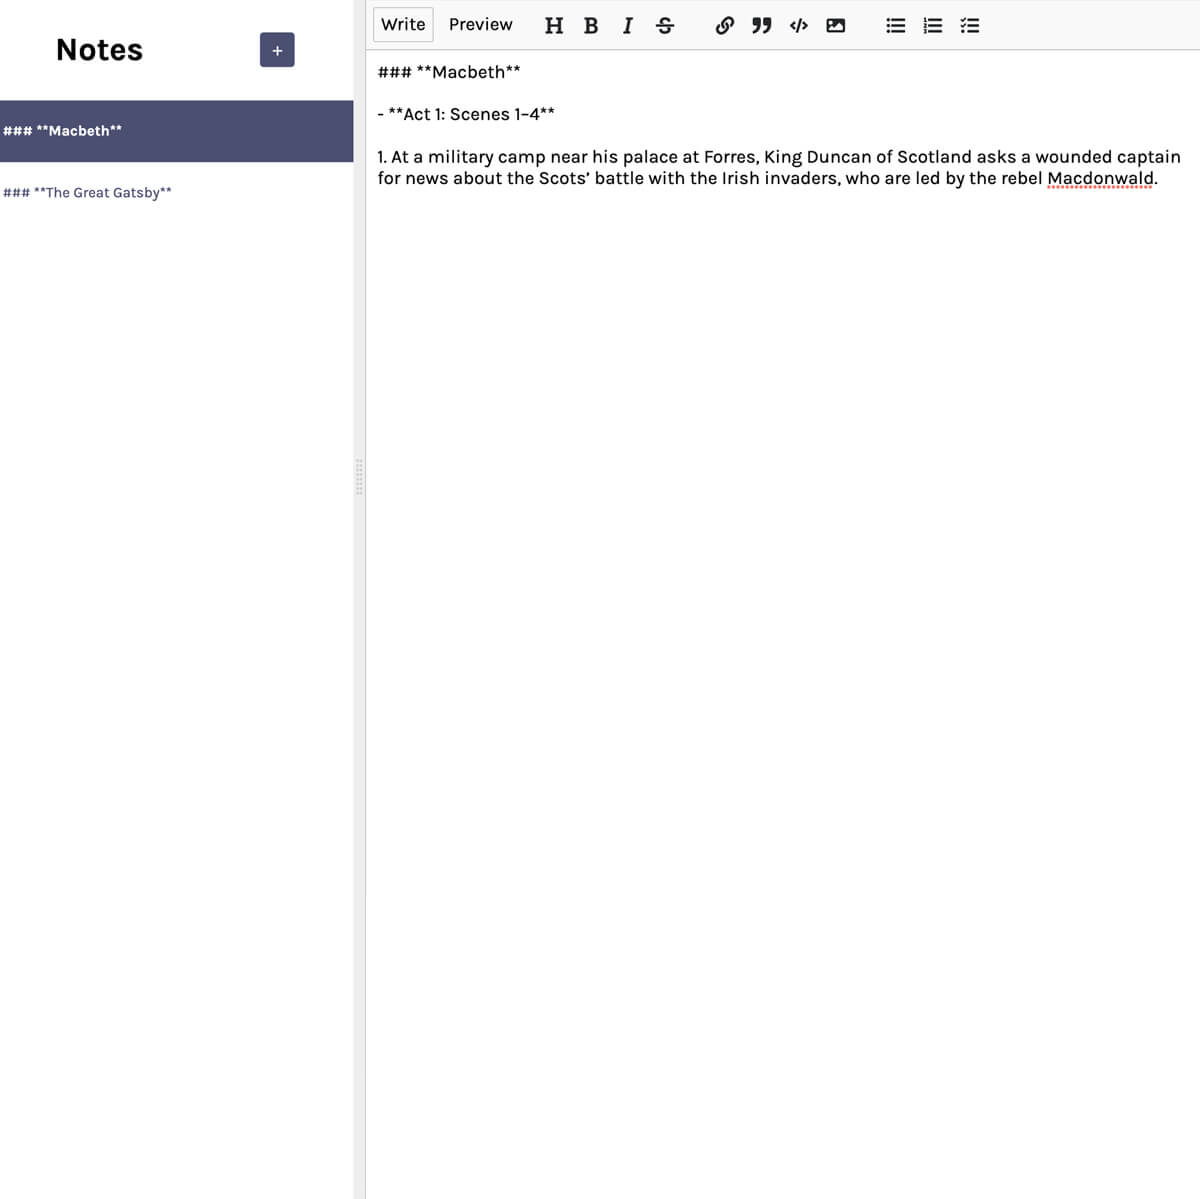 Notes
+
### **Macbeth**
### **The Great Gatsby**
Write Preview H B I S
### **Macbeth**
- **Act 1: Scenes 1–4**
1. At a military camp near his palace at Forres, King Duncan of Scotland asks a wounded captain
for news about the Scots’ battle with the Irish invaders, who are led by the rebel Macdonwald.